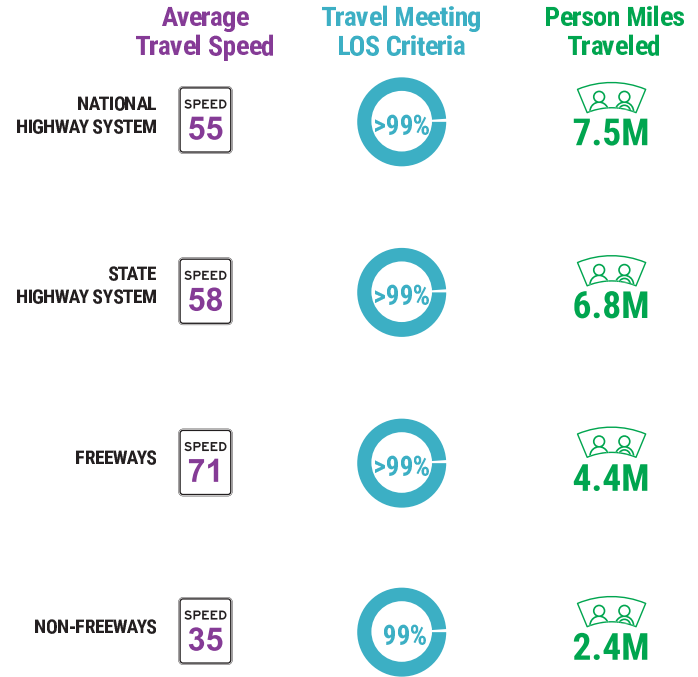 Average
Travel Speed
Travel Meeting
LOS Criteria
Person Miles
Traveled
NATIONAL
HIGHWAY SYSTEM
SPEED
55
>99%
7.5M
STATE
HIGHWAY SYSTEM
SPEED
58
>99%
6.8M
FREEWAYS
SPEED
71
>99%
4.4M
NON-FREEWAYS
SPEED
35
99%
2.4M